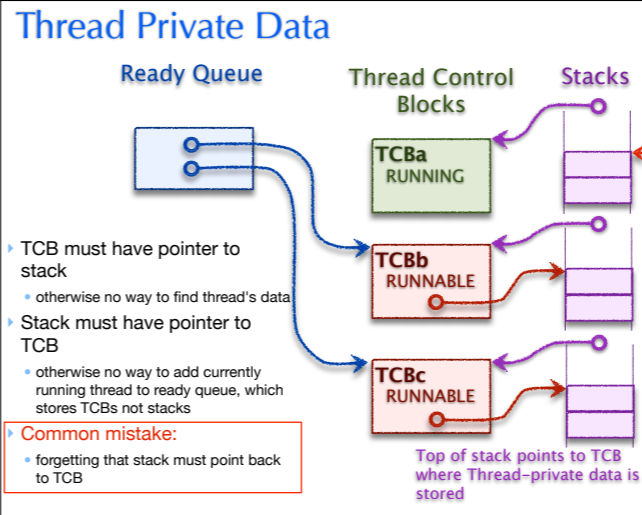 Thread Private Data
Ready Queue
Thread Control
Blocks
Stacks
TCBa
RUNNING
TCBb
RUNNABLE
TCBc
RUNNABLE
TCB must have pointer to
stack
otherwise no way to find thread's data
Stack must have pointer to
TCB
otherwise no way to add currently
running thread to ready queue, which
stores TCBs not stacks
Common mistake:
forgetting that stack must point back
to TCB
Top of stack points to TCB
where Thread-private data is
stored